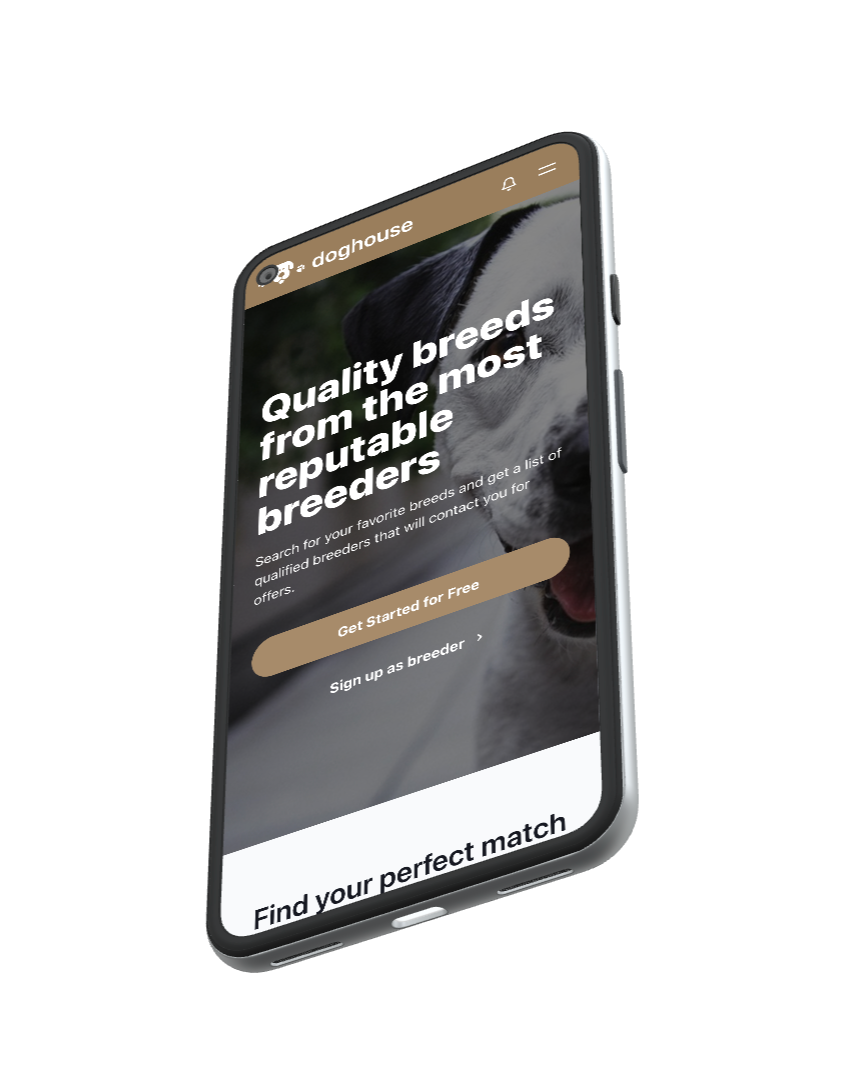 doghouse
Quality breeds
from the most
reputable
breeders
Search for your favorite breeds and get a list of
qualified breeders that will contact you for
offers.
Get Started for Free
Sign up as breeder
Find your perfect match